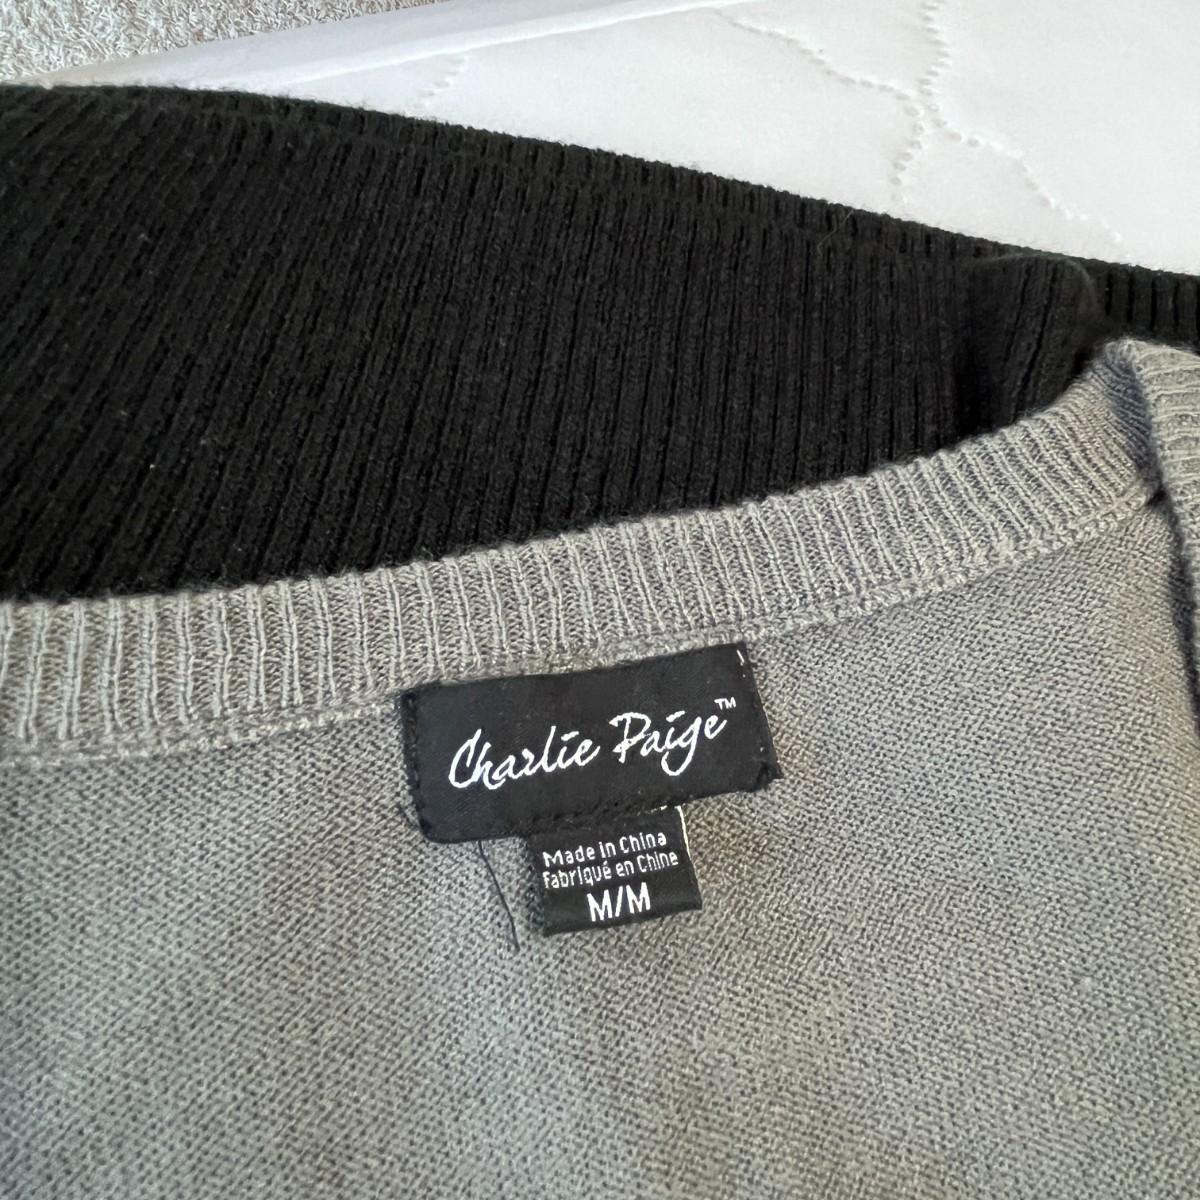 Charlie Paige™
Made in China
Fabriqué en Chine
M/M